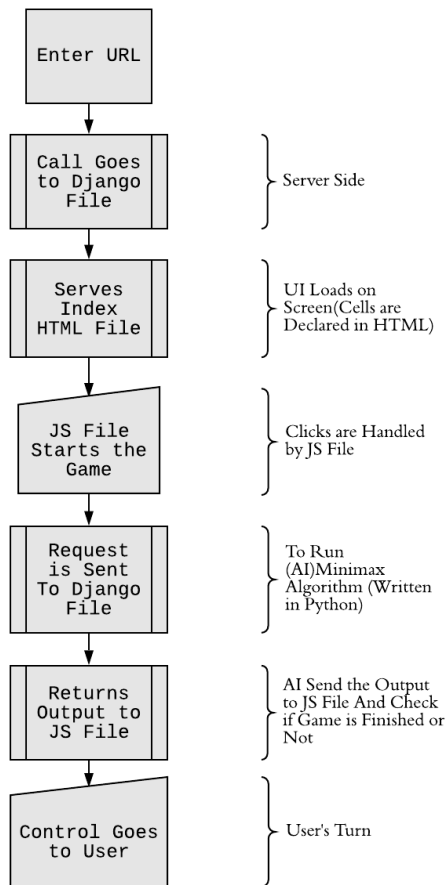 Enter URL
Call Goes
to Django
File
Server Side
Serves
Index
HTML File
UI Loads on
Screen(Cells are
Declared in HTML)
JS File
Starts the
Game
Clicks are Handled
by JS File
Request
is Sent
To Django
File
To Run
(AI)Minimax
Algorithm (Written
in Python)
Returns
Output to
JS File
AI Send the Output
to JS File And Check
if Game is Finished or
Not
Control Goes
to User
User's Turn